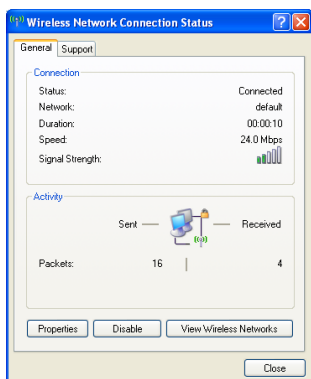 Wireless Network Connection Status
General Support
Connection
Status: Connected
Network: default
Duration: 00:00:10
Speed: 24.0 Mbps
Signal Strength:
Activity
Sent Received
Packets: 16 4
Properties Disable View Wireless Networks
Close